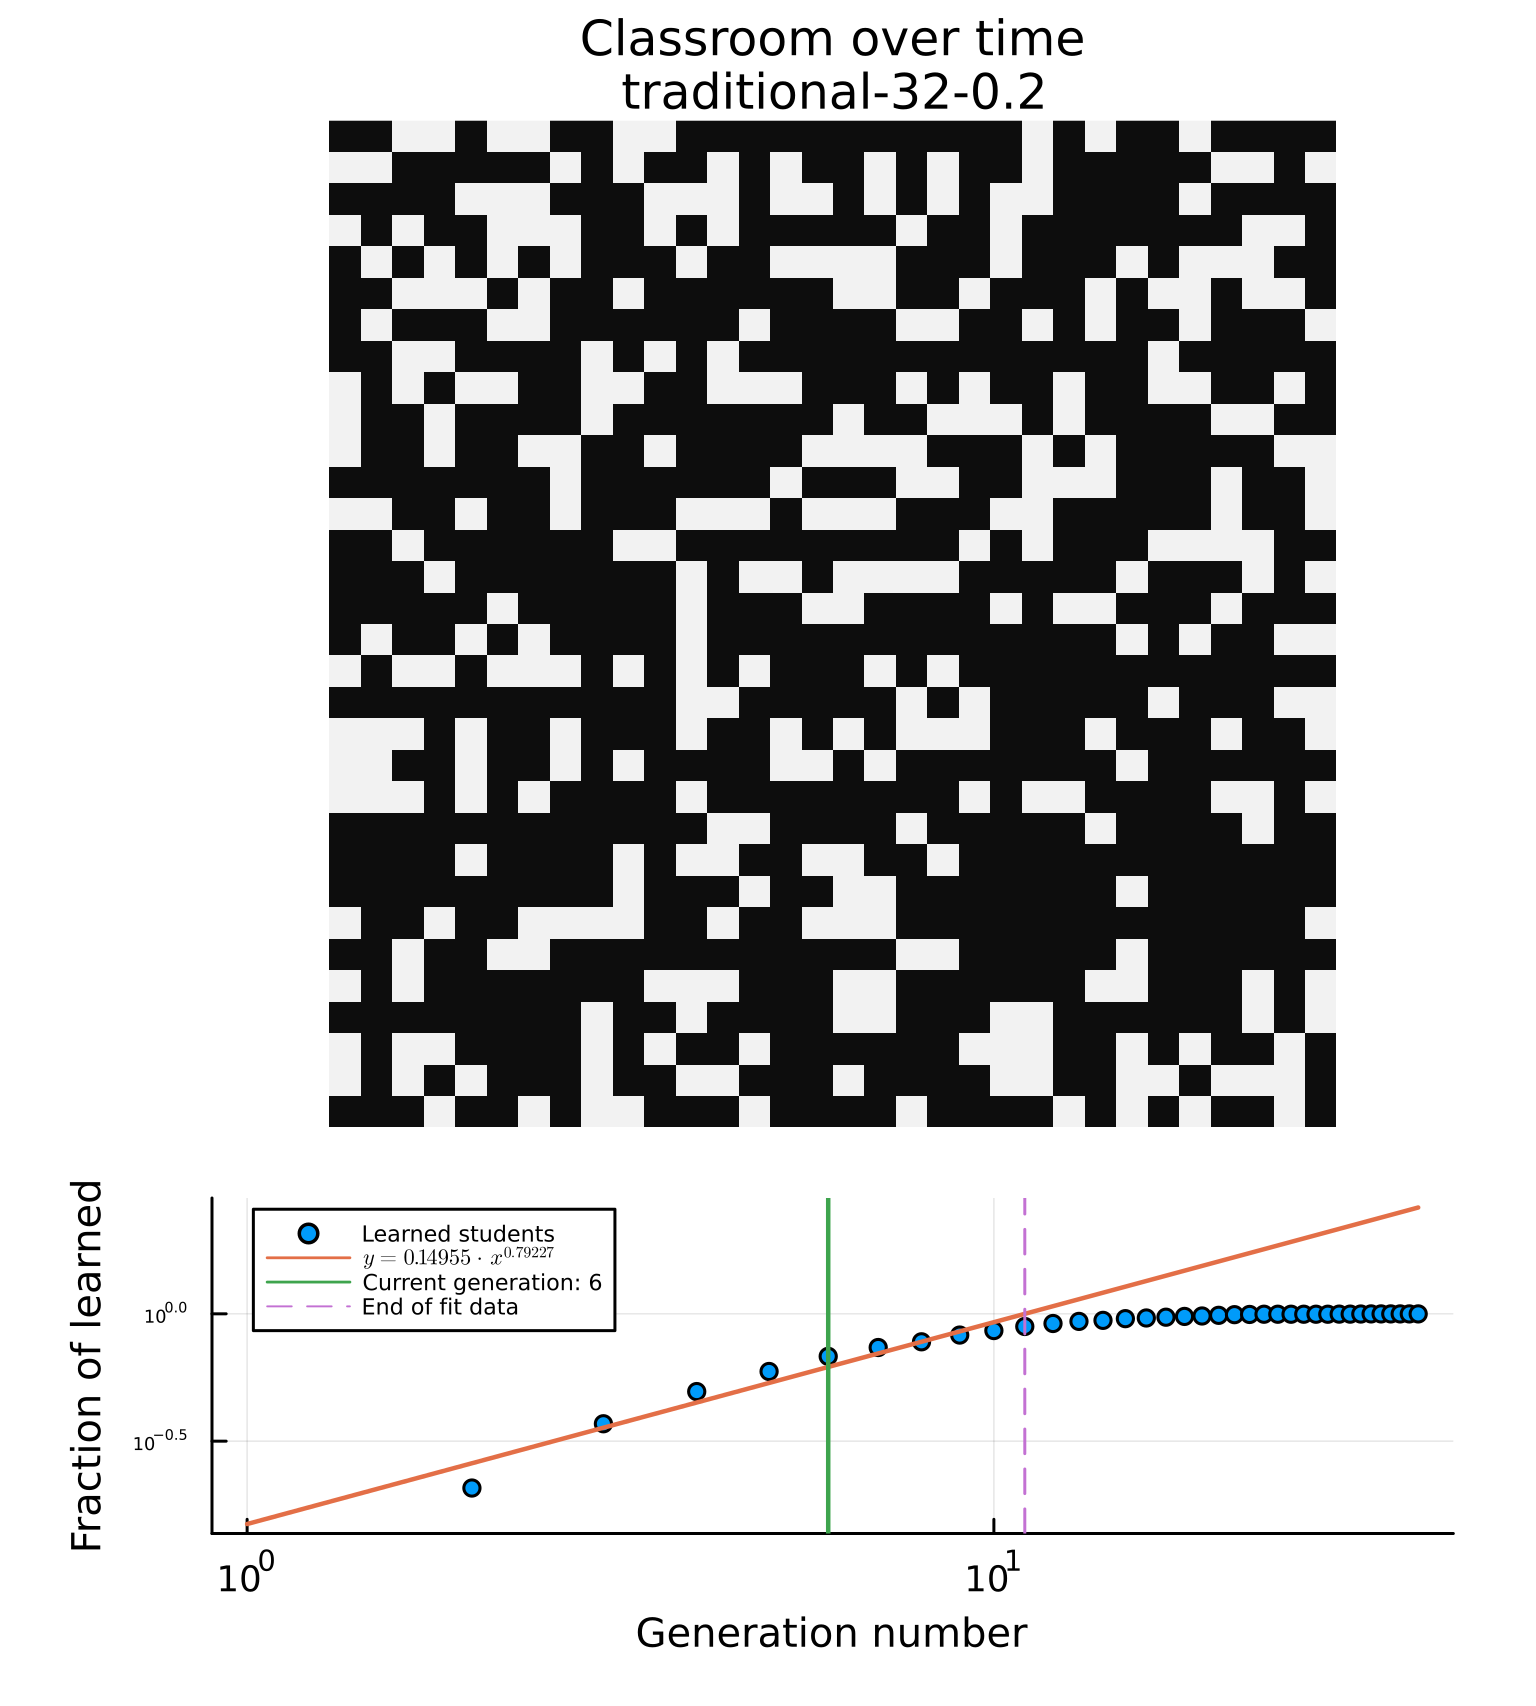 Classroom over time
traditional-32-0.2
Fraction of learned
Learned students
y = 0.14955 · x^0.79227
Current generation: 6
End of fit data
10^0.0
10^−0.5
10^0
10^1
Generation number